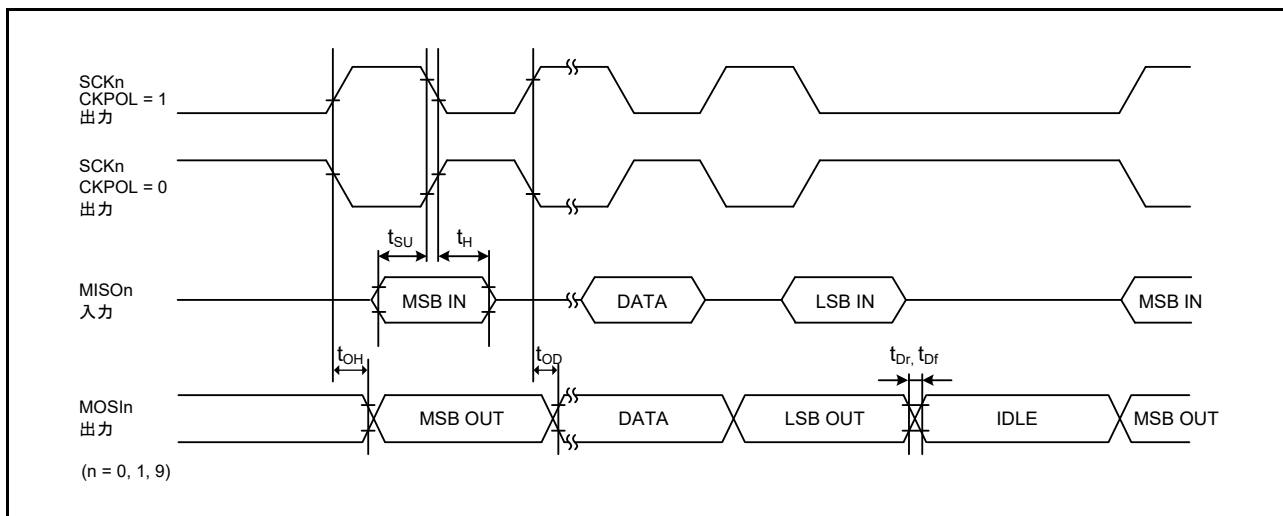 SCKn
CKPOL = 1
出力
SCKn
CKPOL = 0
出力
tSU
tH
MISOn
入力
MSB IN
DATA
LSB IN
MSB IN
tOH
tOD
tDr, tDf
MOSIn
出力
MSB OUT
DATA
LSB OUT
IDLE
MSB OUT
(n = 0, 1, 9)